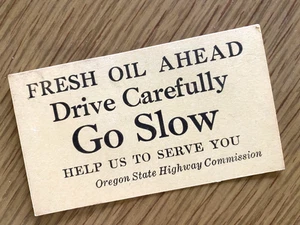 FRESH OIL AHEAD
Drive Carefully
Go Slow
HELP US TO SERVE YOU
Oregon State Highway Commission